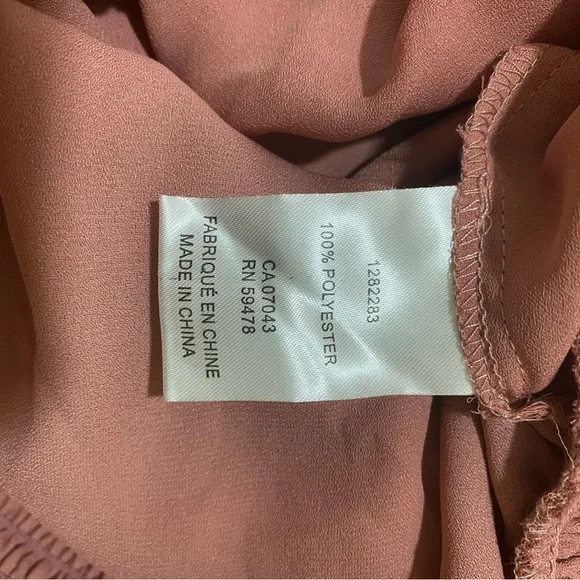 1282283
100% POLYESTER
CA 07043
RN 59478
FABRIQUÉ EN CHINE
MADE IN CHINA